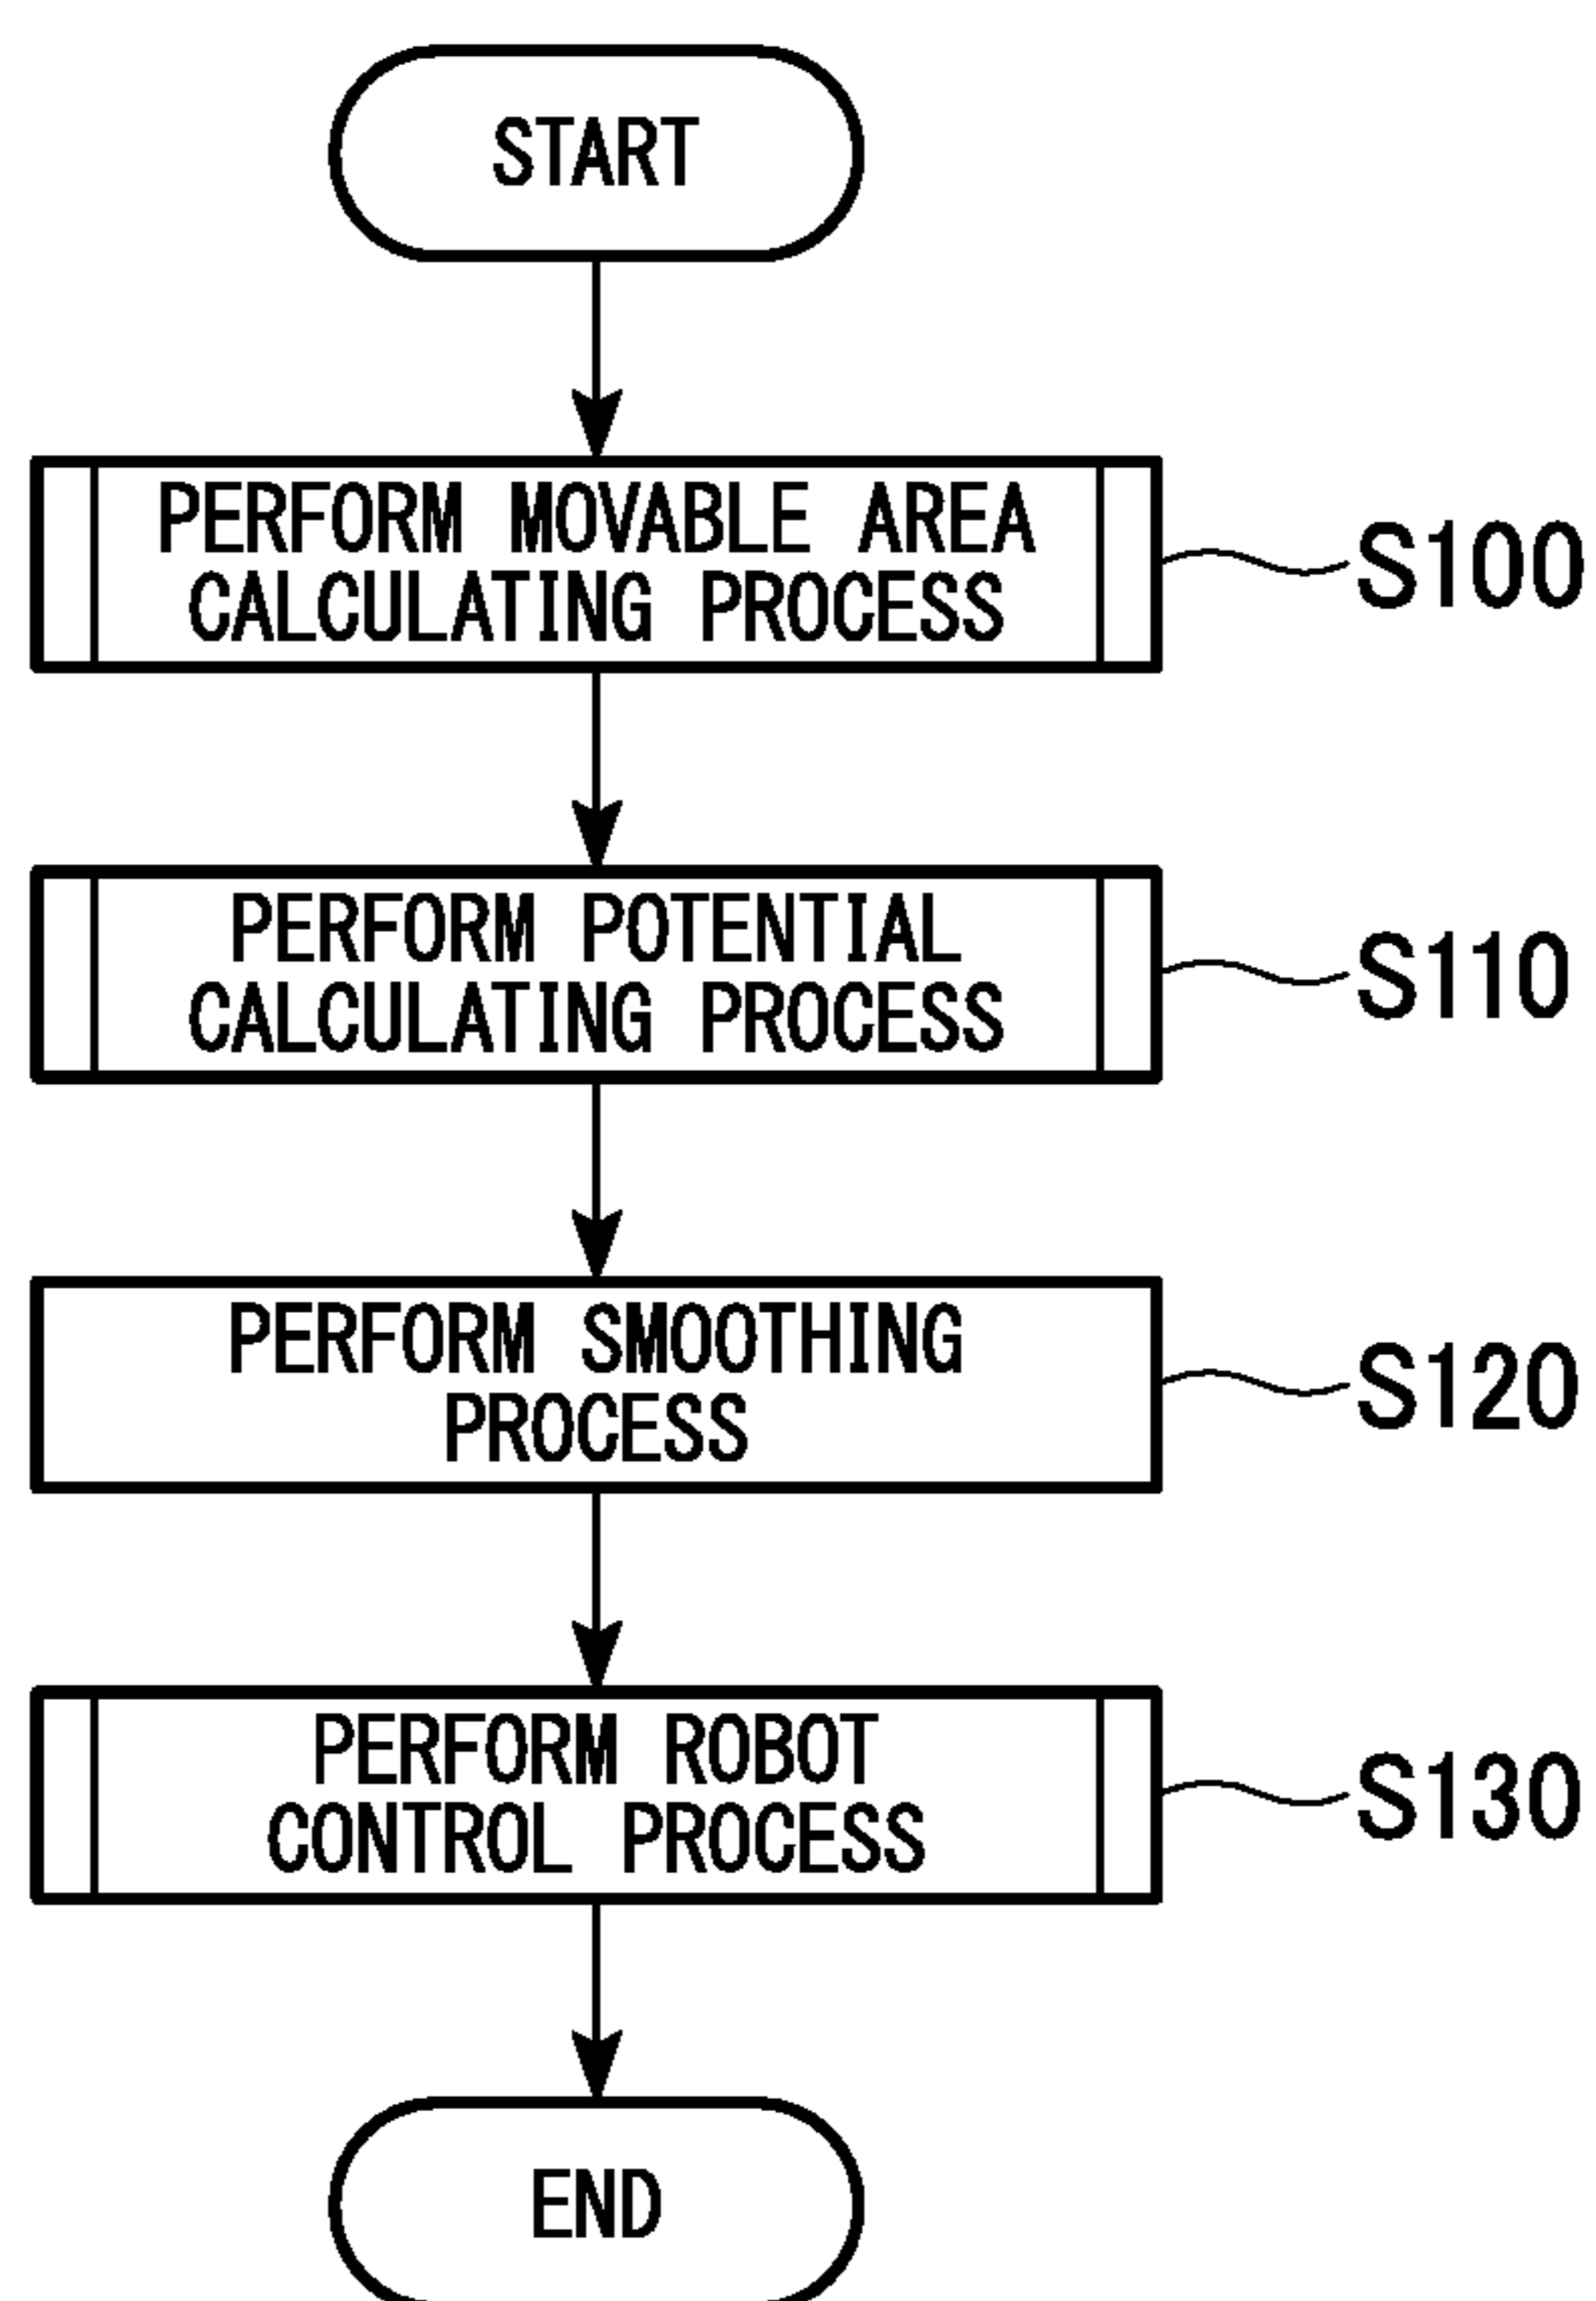 START
PERFORM MOVABLE AREA
CALCULATING PROCESS
S100
PERFORM POTENTIAL
CALCULATING PROCESS
S110
PERFORM SMOOTHING
PROCESS
S120
PERFORM ROBOT
CONTROL PROCESS
S130
END